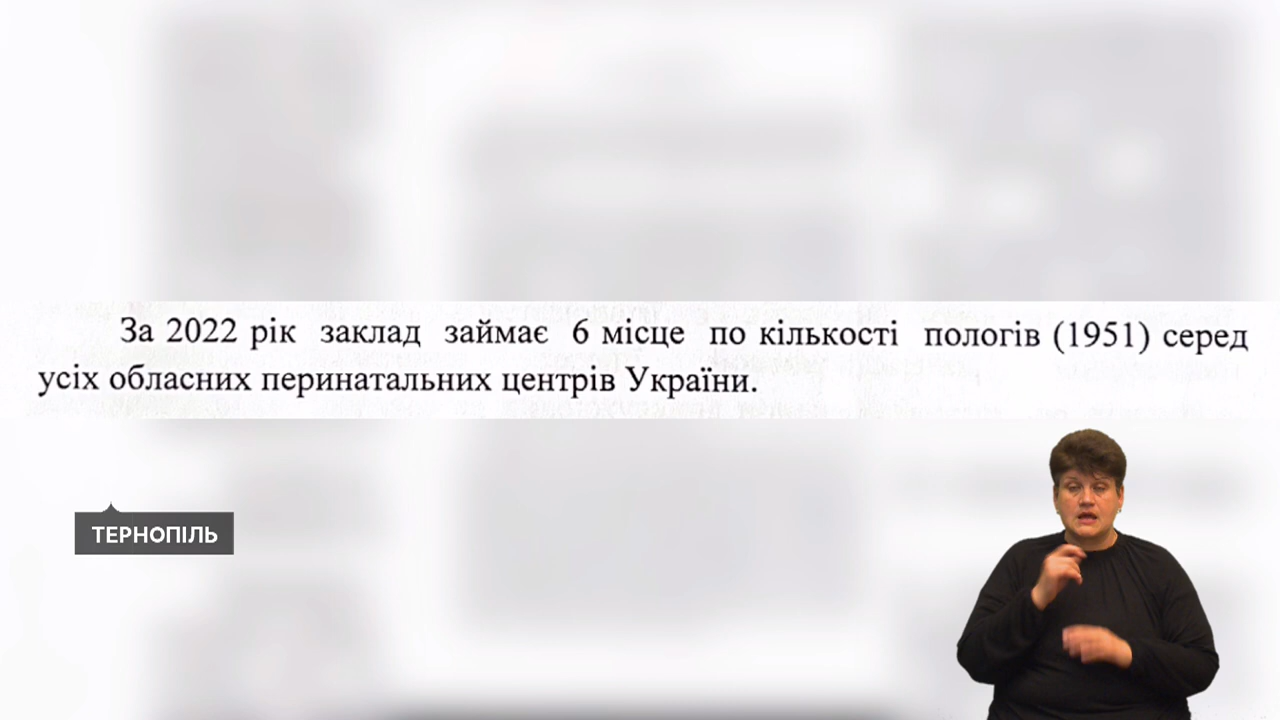 За 2022 рік заклад займає 6 місце по кількості пологів (1951) серед
усіх обласних перинатальних центрів України.
ТЕРНОПІЛЬ